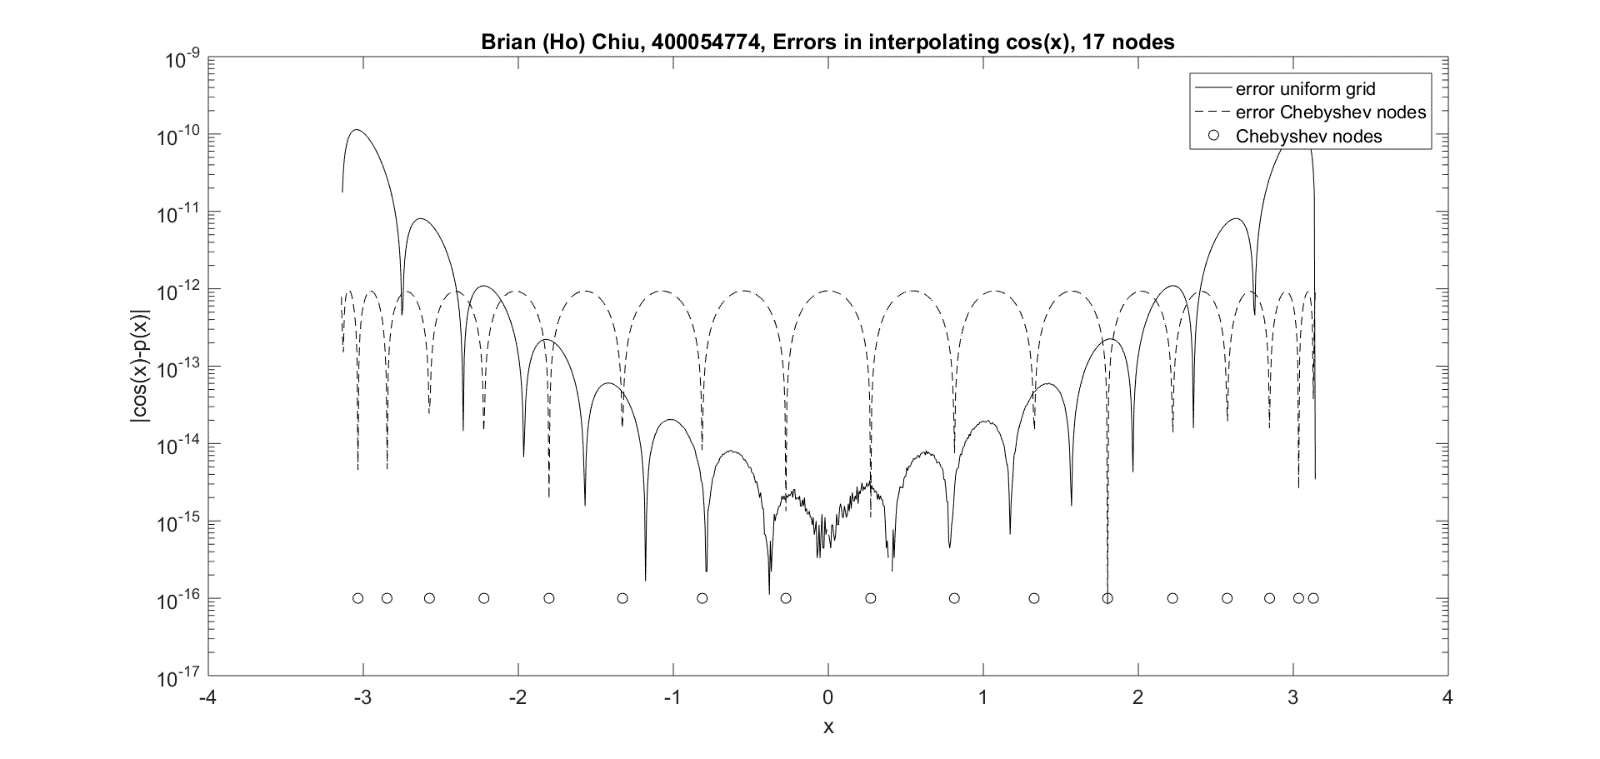 Brian (Ho) Chiu, 400054774, Errors in interpolating cos(x), 17 nodes
10-9
10-10
10-11
10-12
10-13
10-14
10-15
10-16
10-17
|cos(x)-p(x)|
error uniform grid
error Chebyshev nodes
Chebyshev nodes
-4 -3 -2 -1 0 1 2 3 4
x